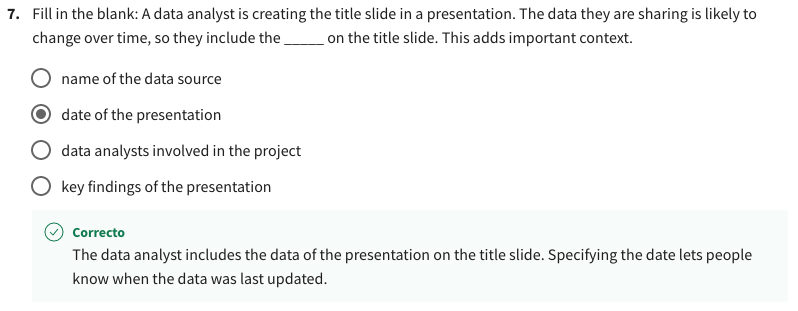 7. Fill in the blank: A data analyst is creating the title slide in a presentation. The data they are sharing is likely to
change over time, so they include the _____ on the title slide. This adds important context.
name of the data source
date of the presentation
data analysts involved in the project
key findings of the presentation
Correcto
The data analyst includes the data of the presentation on the title slide. Specifying the date lets people
know when the data was last updated.